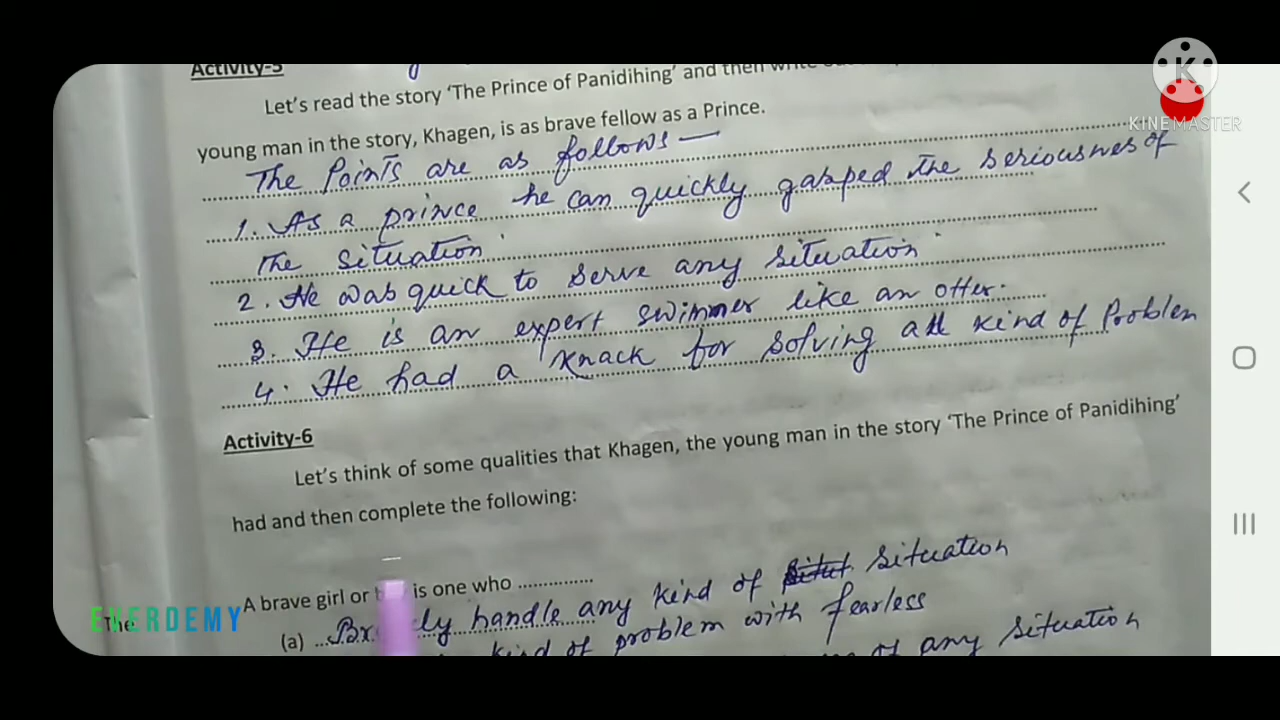 Activity-5
Let's read the story 'The Prince of Panidihing' and then write
young man in the story, Khagen, is as brave fellow as a Prince.
The Points are as follows —
1. As a prince he can quickly gasped the seriousnes of
the situation
2. He was quick to serve any situation
3. He is an expert swimmer like an otter.
4. He had a knack for solving all kind of Problem
Activity-6
Let's think of some qualities that Khagen, the young man in the story 'The Prince of Panidihing'
had and then complete the following:
A brave girl or is one who ..............
(a) ... handle any kind of situation
kind of problem with fearless
of any situation
The
EVERDEMY
KINEMASTER